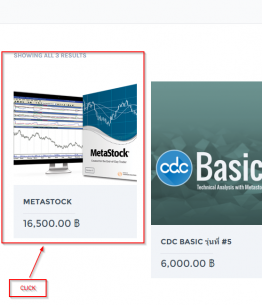 SHOWING ALL 3 RESULTS
MetaStock
METASTOCK
16,500.00 ฿
CLICK
cdc Basic
Technical Analysis with Metasto
CDC BASIC รุ่นที่ #5
6,000.00 ฿